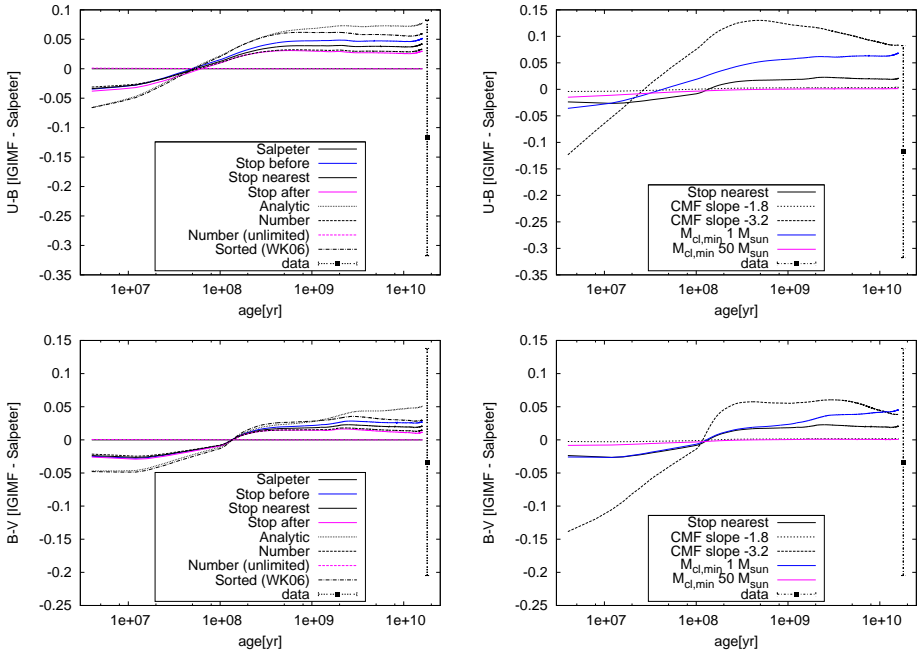 U-B [IGIMF - Salpeter]
0.1
0.05
0
-0.05
-0.1
-0.15
-0.2
-0.25
-0.3
-0.35
Salpeter
Stop before
Stop nearest
Stop after
Analytic
Number
Number (unlimited)
Sorted (WK06)
data
1e+07 1e+08 1e+09 1e+10
age[yr]
U-B [IGIMF - Salpeter]
0.15
0.1
0.05
0
-0.05
-0.1
-0.15
-0.2
-0.25
-0.3
-0.35
Stop nearest
CMF slope -1.8
CMF slope -3.2
M_cl,min 1 M_sun
M_cl,min 50 M_sun
data
1e+07 1e+08 1e+09 1e+10
age[yr]
B-V [IGIMF - Salpeter]
0.15
0.1
0.05
0
-0.05
-0.1
-0.15
-0.2
-0.25
Salpeter
Stop before
Stop nearest
Stop after
Analytic
Number
Number (unlimited)
Sorted (WK06)
data
1e+07 1e+08 1e+09 1e+10
age[yr]
B-V [IGIMF - Salpeter]
0.15
0.1
0.05
0
-0.05
-0.1
-0.15
-0.2
-0.25
Stop nearest
CMF slope -1.8
CMF slope -3.2
M_cl,min 1 M_sun
M_cl,min 50 M_sun
data
1e+07 1e+08 1e+09 1e+10
age[yr]